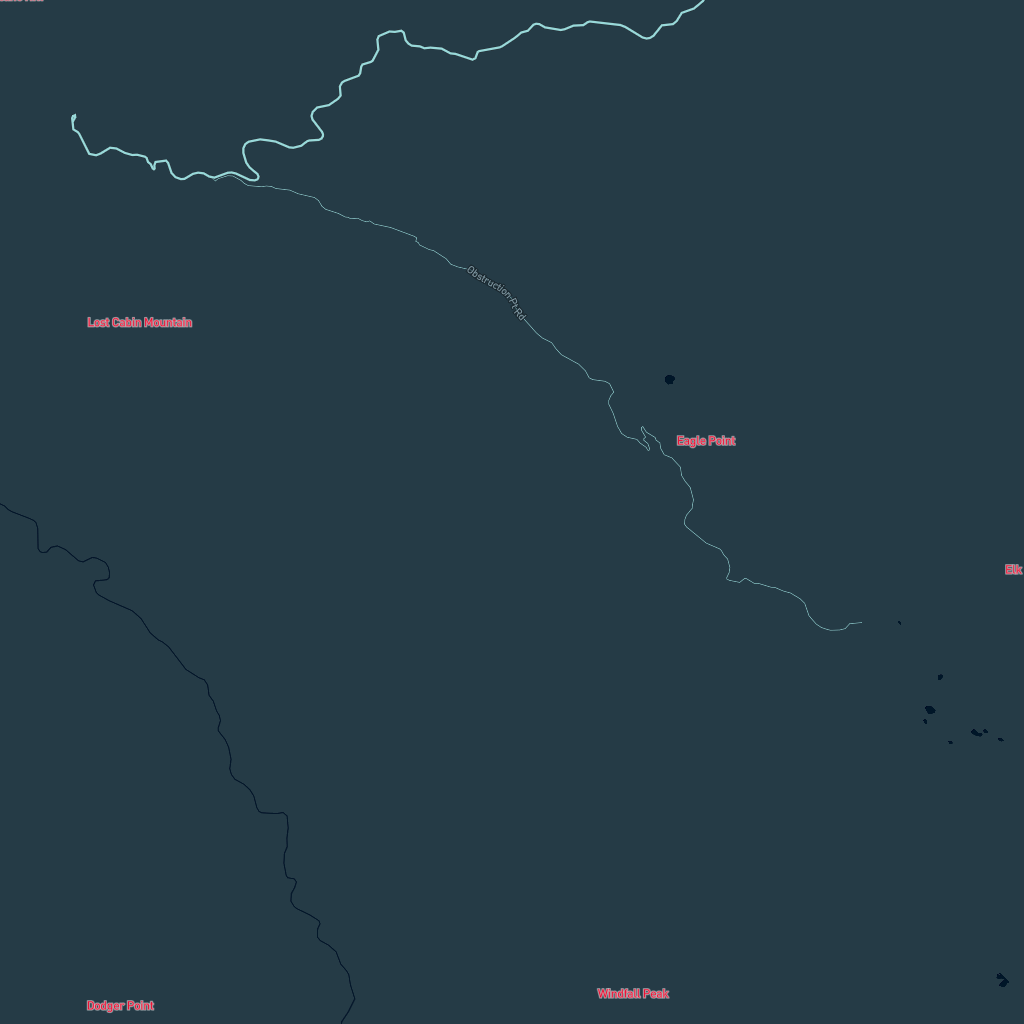 Obstruction Pt Rd
Lost Cabin Mountain
Eagle Point
Elk
Windfall Peak
Dodger Point